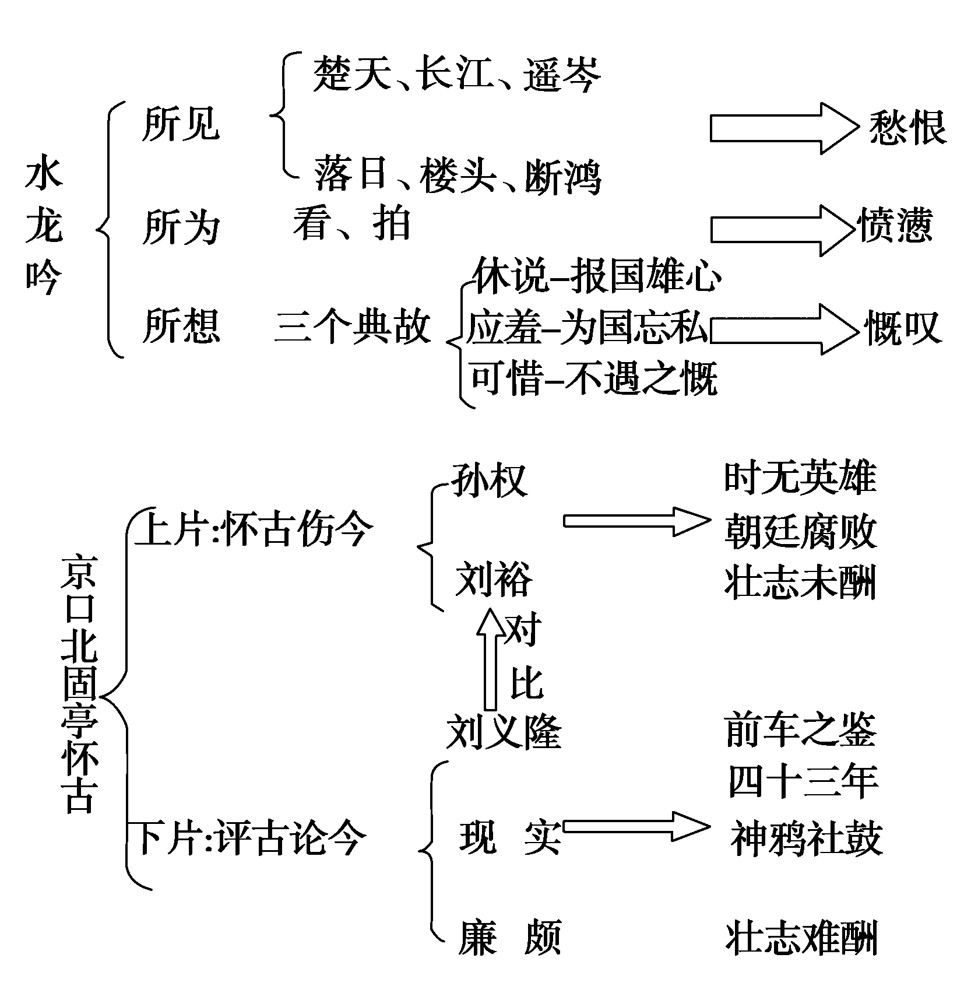 水龙吟
所见
楚天、长江、遥岑
落日、楼头、断鸿
愁恨
所为
看、拍
愤懑
所想
三个典故
休说–报国雄心
应羞–为国忘私
可惜–不遇之慨
慨叹
京口北固亭怀古
上片:怀古伤今
孙权
刘裕
时无英雄
朝廷腐败
壮志未酬
对比
下片:评古论今
刘义隆
现 实
廉 颇
前车之鉴
四十三年
神鸦社鼓
壮志难酬